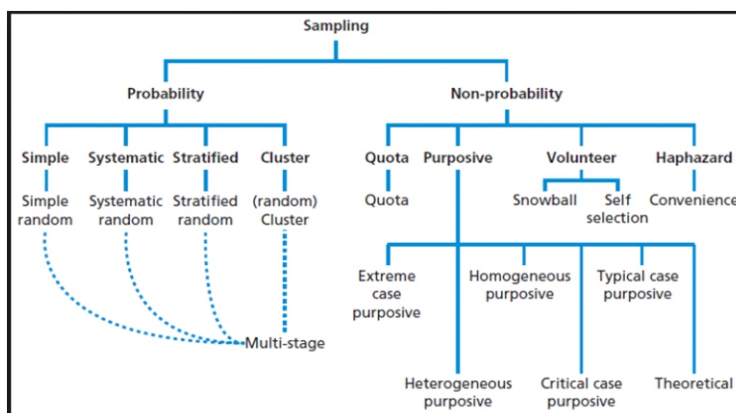 Sampling
Probability
Non-probability
Simple
Systematic
Stratified
Cluster
Quota
Purposive
Volunteer
Haphazard
Simple
random
Systematic
random
Stratified
random
(random)
Cluster
Quota
Snowball
Self
selection
Convenience
Extreme
case
purposive
Homogeneous
purposive
Typical case
purposive
Multi-stage
Heterogeneous
purposive
Critical case
purposive
Theoretical